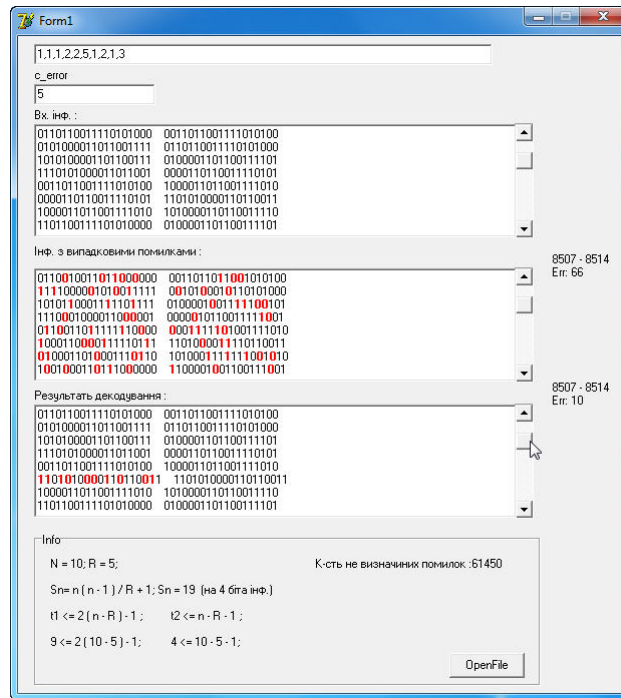 Form1
1,1,1,2,2,5,1,2,1,3
c_error
5
Вх. інф. :
0110110011110101000 0011011001111010100
0101000011011001111 0110110011110101000
1010100001101100111 0100001101100111101
1110101000011011001 0000110110011110101
0011011001111010100 1000011011001111010
0000110110011110101 1101010000110110011
1000011011001111010 1010000110110011110
1101100111101010000 0100001101100111101
Інф. з випадковими помилками :
8507 - 8514
Err: 66
0110010011011000000 0011011011001010100
1111000001010011111 0010100010110101000
1010110001111101111 0100001001111100101
1110010000110000001 0000010110011111001
0110011011111110000 0001111101001111010
1000110000111110111 1101000011110110011
0100011010001110110 1010001111111001010
1001000110111000000 1100001001100111001
8507 - 8514
Err: 10
Результать декодування :
0110110011110101000 0011011001111010100
0101000011011001111 0110110011110101000
1010100001101100111 0100001101100111101
1110101000011011001 0000110110011110101
0011011001111010100 1000011011001111010
1101010000110110011 1101010000110110011
1000011011001111010 1010000110110011110
1101100111101010000 0100001101100111101
Info
N = 10; R = 5; К-сть не визначиних помилок :61450
Sn= n ( n - 1 ) / R + 1; Sn = 19 (на 4 біта інф.)
t1 <= 2 ( n - R ) - 1 ; t2 <= n - R - 1 ;
9 <= 2 ( 10 - 5 ) - 1; 4 <= 10 - 5 - 1;
OpenFile